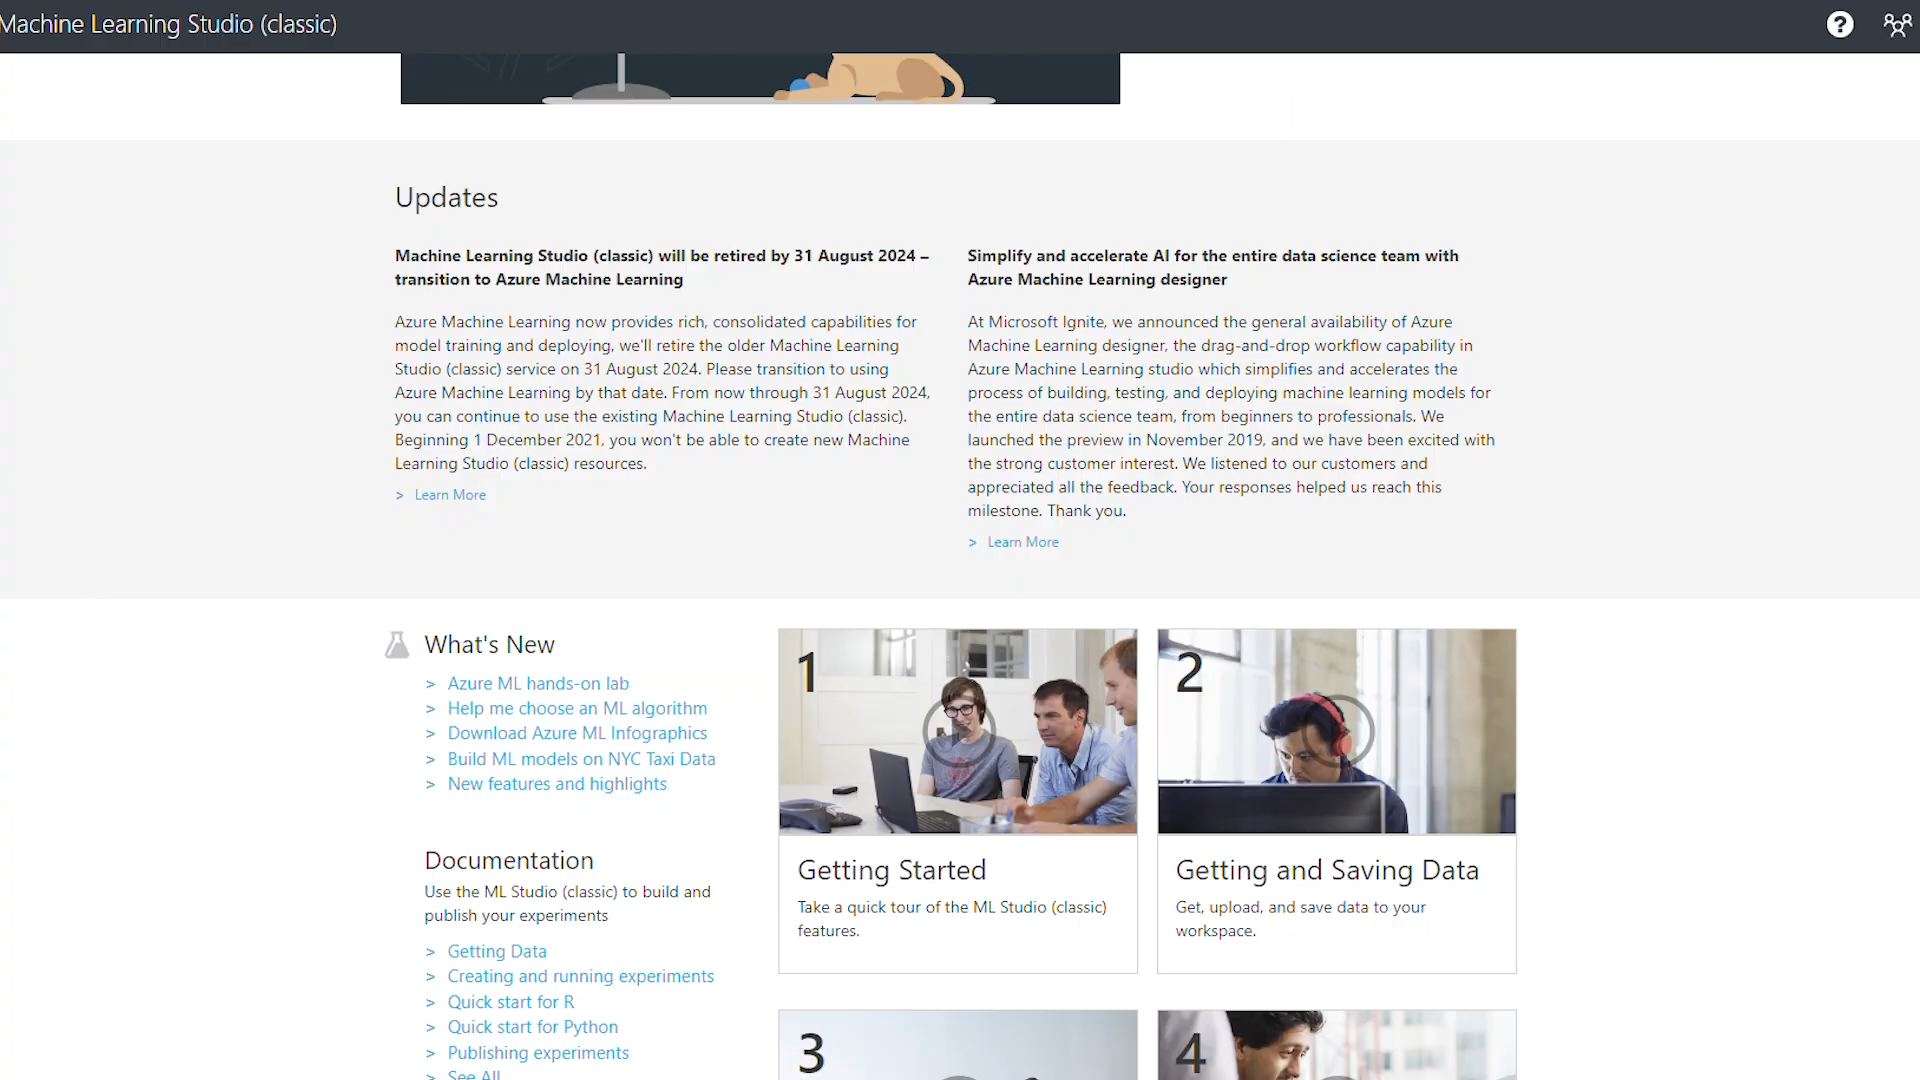 Machine Learning Studio (classic)
?
Updates
Machine Learning Studio (classic) will be retired by 31 August 2024 –
transition to Azure Machine Learning
Azure Machine Learning now provides rich, consolidated capabilities for
model training and deploying, we'll retire the older Machine Learning
Studio (classic) service on 31 August 2024. Please transition to using
Azure Machine Learning by that date. From now through 31 August 2024,
you can continue to use the existing Machine Learning Studio (classic).
Beginning 1 December 2021, you won't be able to create new Machine
Learning Studio (classic) resources.
> Learn More
Simplify and accelerate AI for the entire data science team with
Azure Machine Learning designer
At Microsoft Ignite, we announced the general availability of Azure
Machine Learning designer, the drag-and-drop workflow capability in
Azure Machine Learning studio which simplifies and accelerates the
process of building, testing, and deploying machine learning models for
the entire data science team, from beginners to professionals. We
launched the preview in November 2019, and we have been excited with
the strong customer interest. We listened to our customers and
appreciated all the feedback. Your responses helped us reach this
milestone. Thank you.
> Learn More
What's New
> Azure ML hands-on lab
> Help me choose an ML algorithm
> Download Azure ML Infographics
> Build ML models on NYC Taxi Data
> New features and highlights
Documentation
Use the ML Studio (classic) to build and
publish your experiments
> Getting Data
> Creating and running experiments
> Quick start for R
> Quick start for Python
> Publishing experiments
> See All
1
Getting Started
Take a quick tour of the ML Studio (classic)
features.
2
Getting and Saving Data
Get, upload, and save data to your
workspace.
3
4